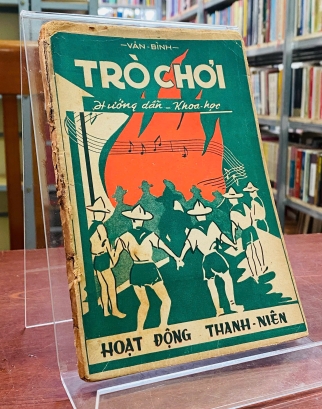 —VĂN-BÌNH—
TRÒ CHƠI
Hướng dẫn - Khoa-học
HOẠT ĐỘNG THANH-NIÊN